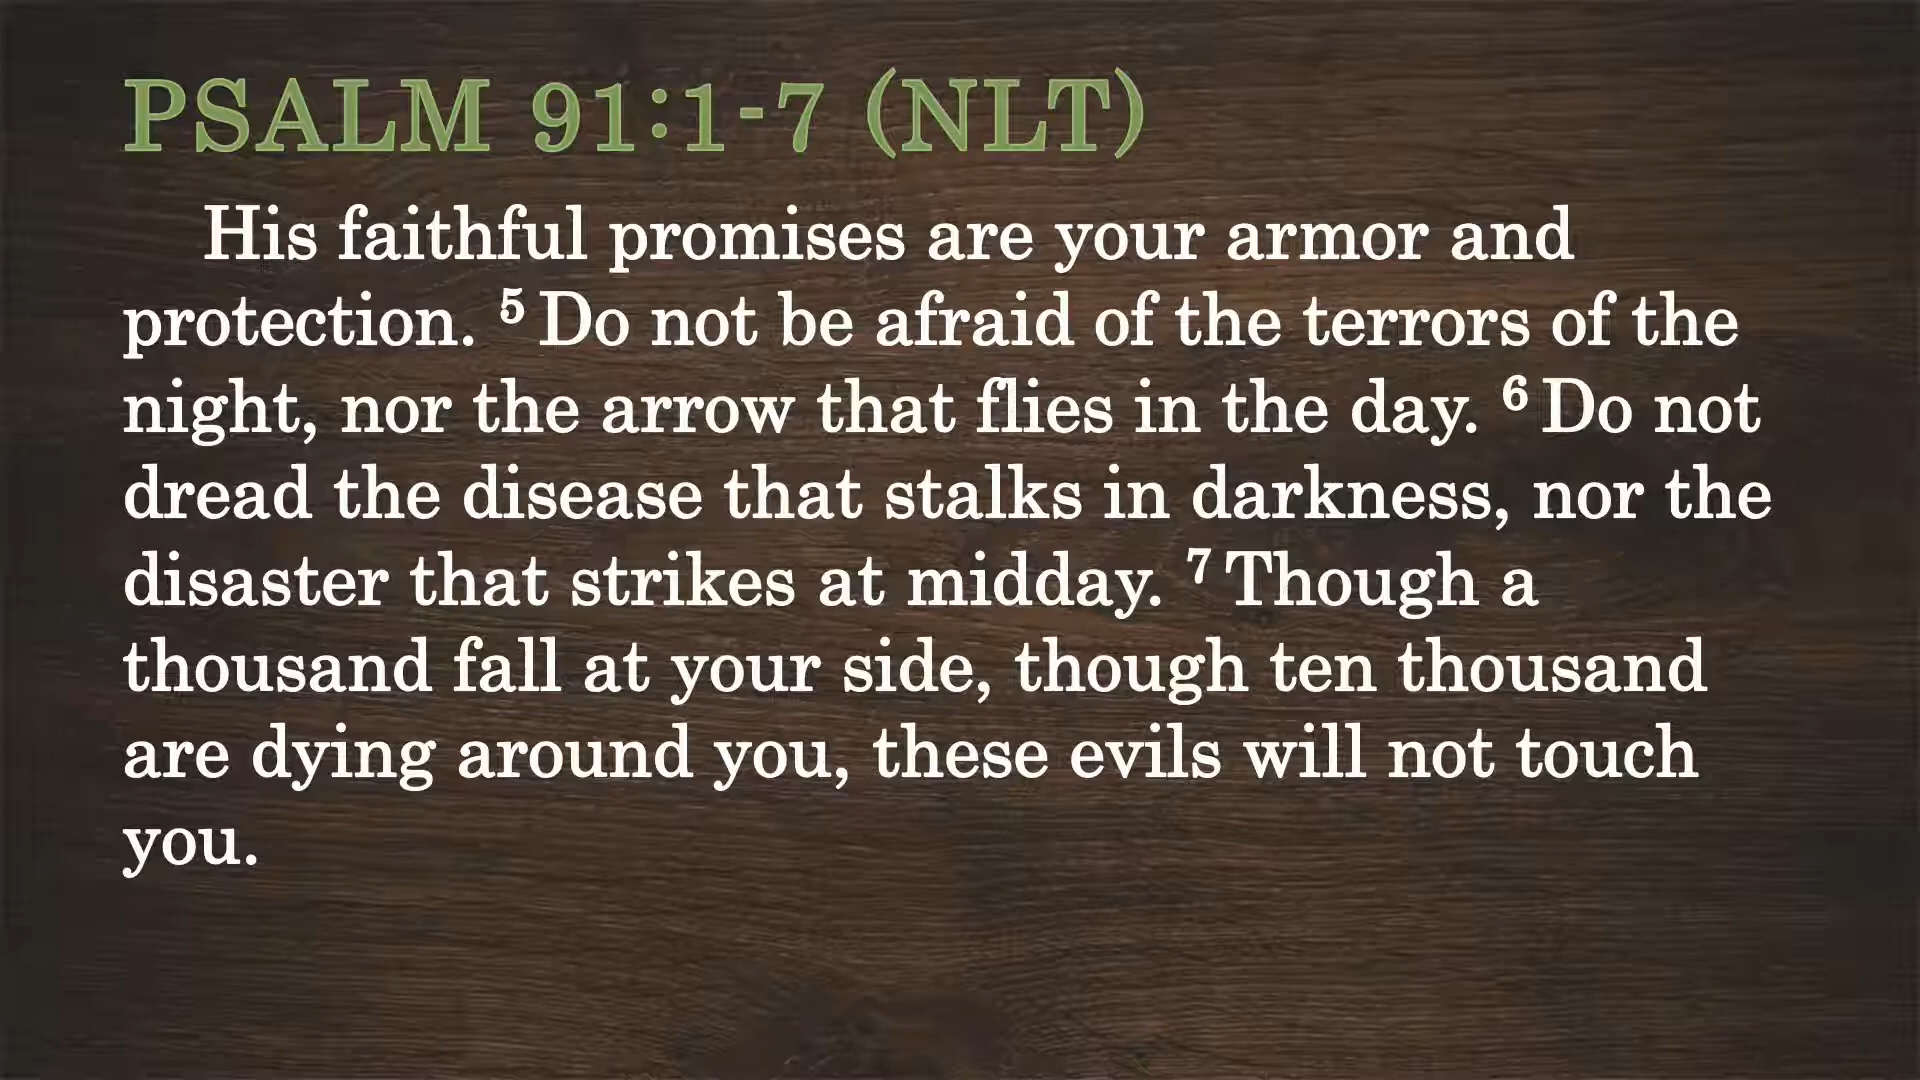 PSALM 91:1-7 (NLT)
His faithful promises are your armor and
protection. ⁵ Do not be afraid of the terrors of the
night, nor the arrow that flies in the day. ⁶ Do not
dread the disease that stalks in darkness, nor the
disaster that strikes at midday. ⁷ Though a
thousand fall at your side, though ten thousand
are dying around you, these evils will not touch
you.